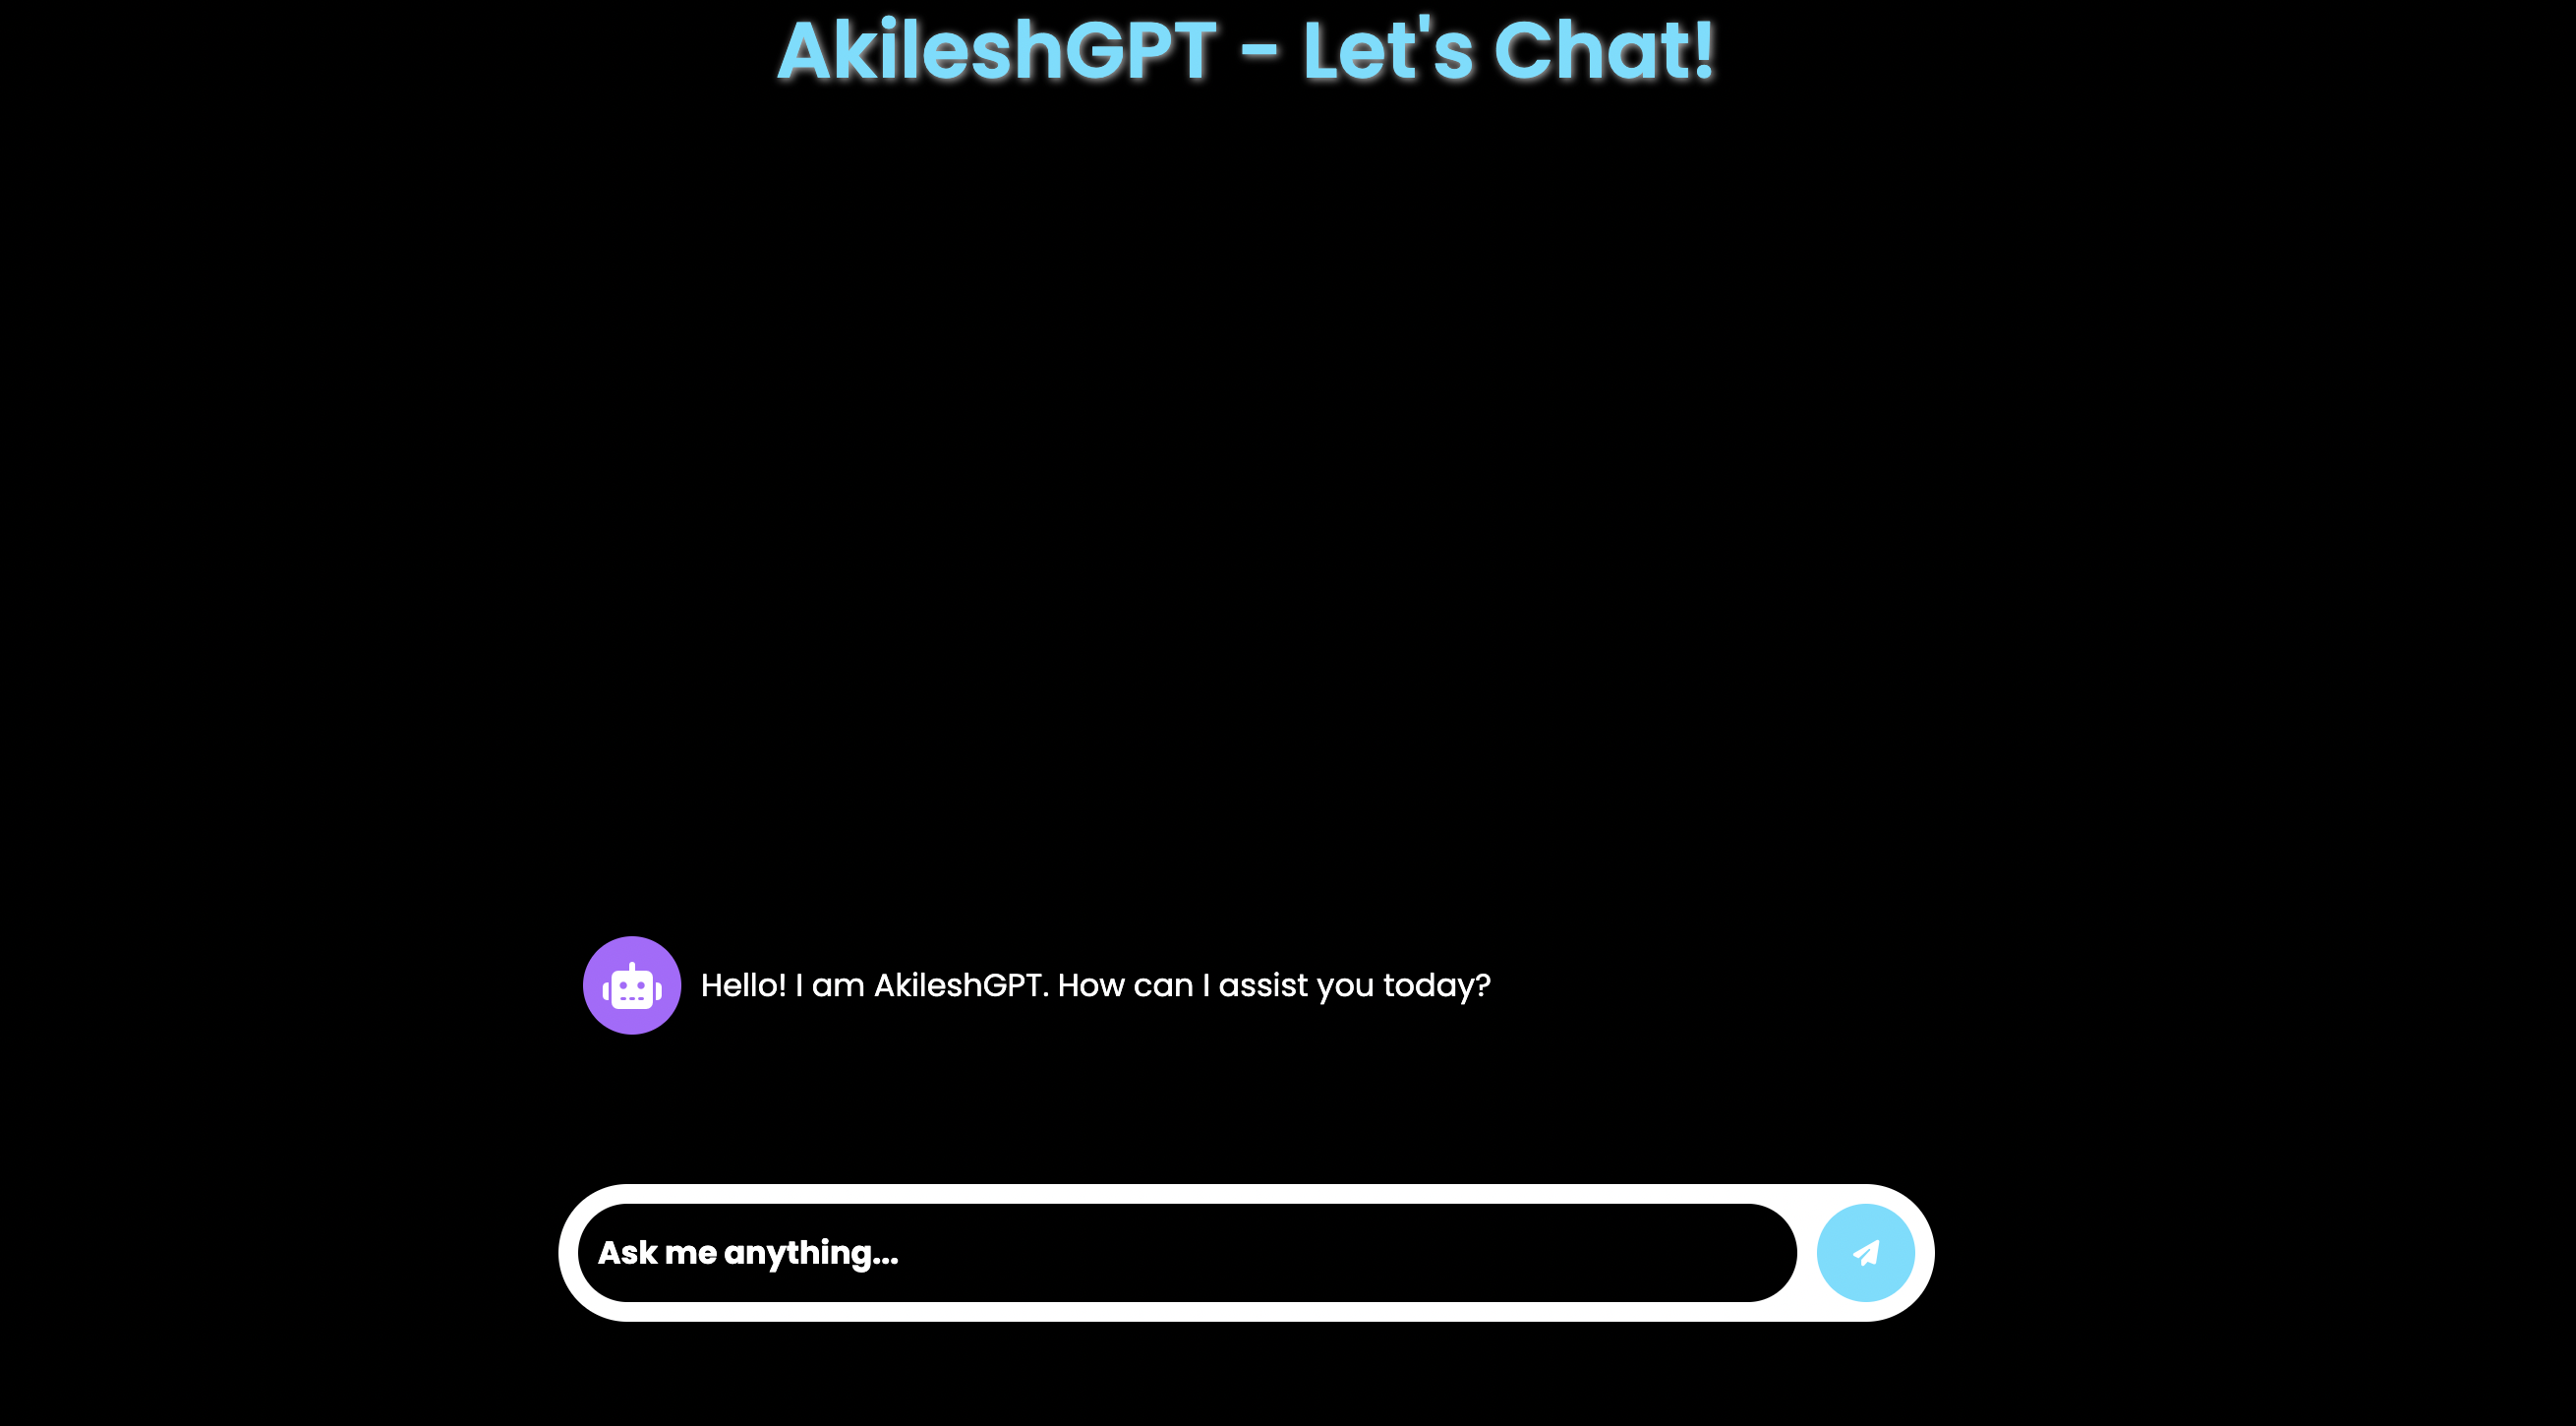 AkileshGPT - Let's Chat!
Hello! I am AkileshGPT. How can I assist you today?
Ask me anything...